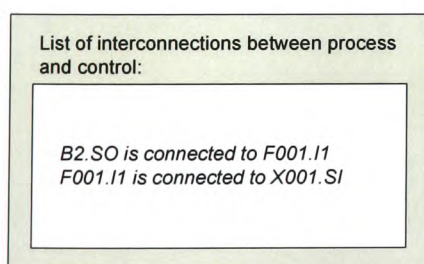 List of interconnections between process
and control:
B2.SO is connected to F001.I1
F001.I1 is connected to X001.SI